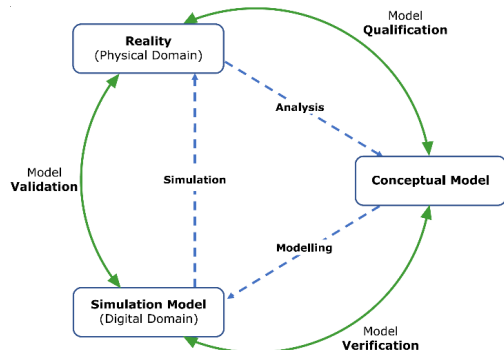 Model
Qualification
Reality
(Physical Domain)
Analysis
Model
Validation
Simulation
Conceptual Model
Modelling
Simulation Model
(Digital Domain)
Model
Verification